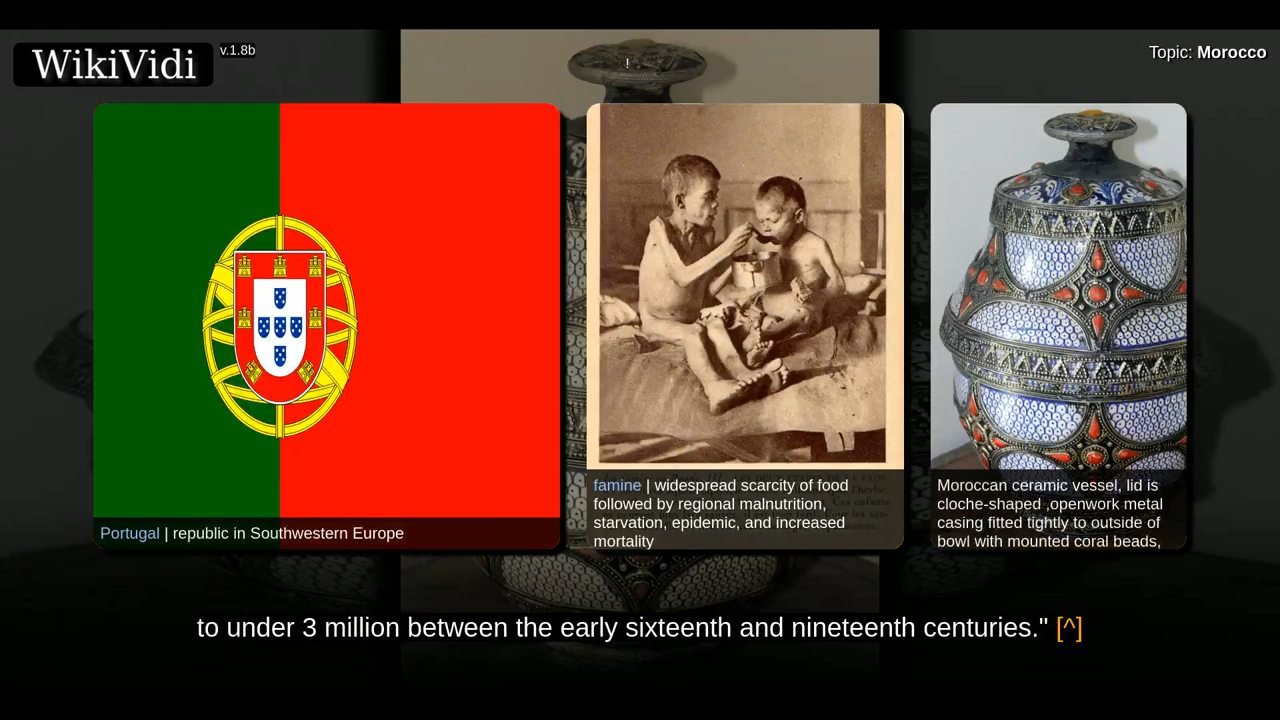 WikiVidi
v.1.8b
!
Topic: Morocco
Portugal | republic in Southwestern Europe
famine | widespread scarcity of food
followed by regional malnutrition,
starvation, epidemic, and increased
mortality
Moroccan ceramic vessel, lid is
cloche-shaped ,openwork metal
casing fitted tightly to outside of
bowl with mounted coral beads,
to under 3 million between the early sixteenth and nineteenth centuries." [^]